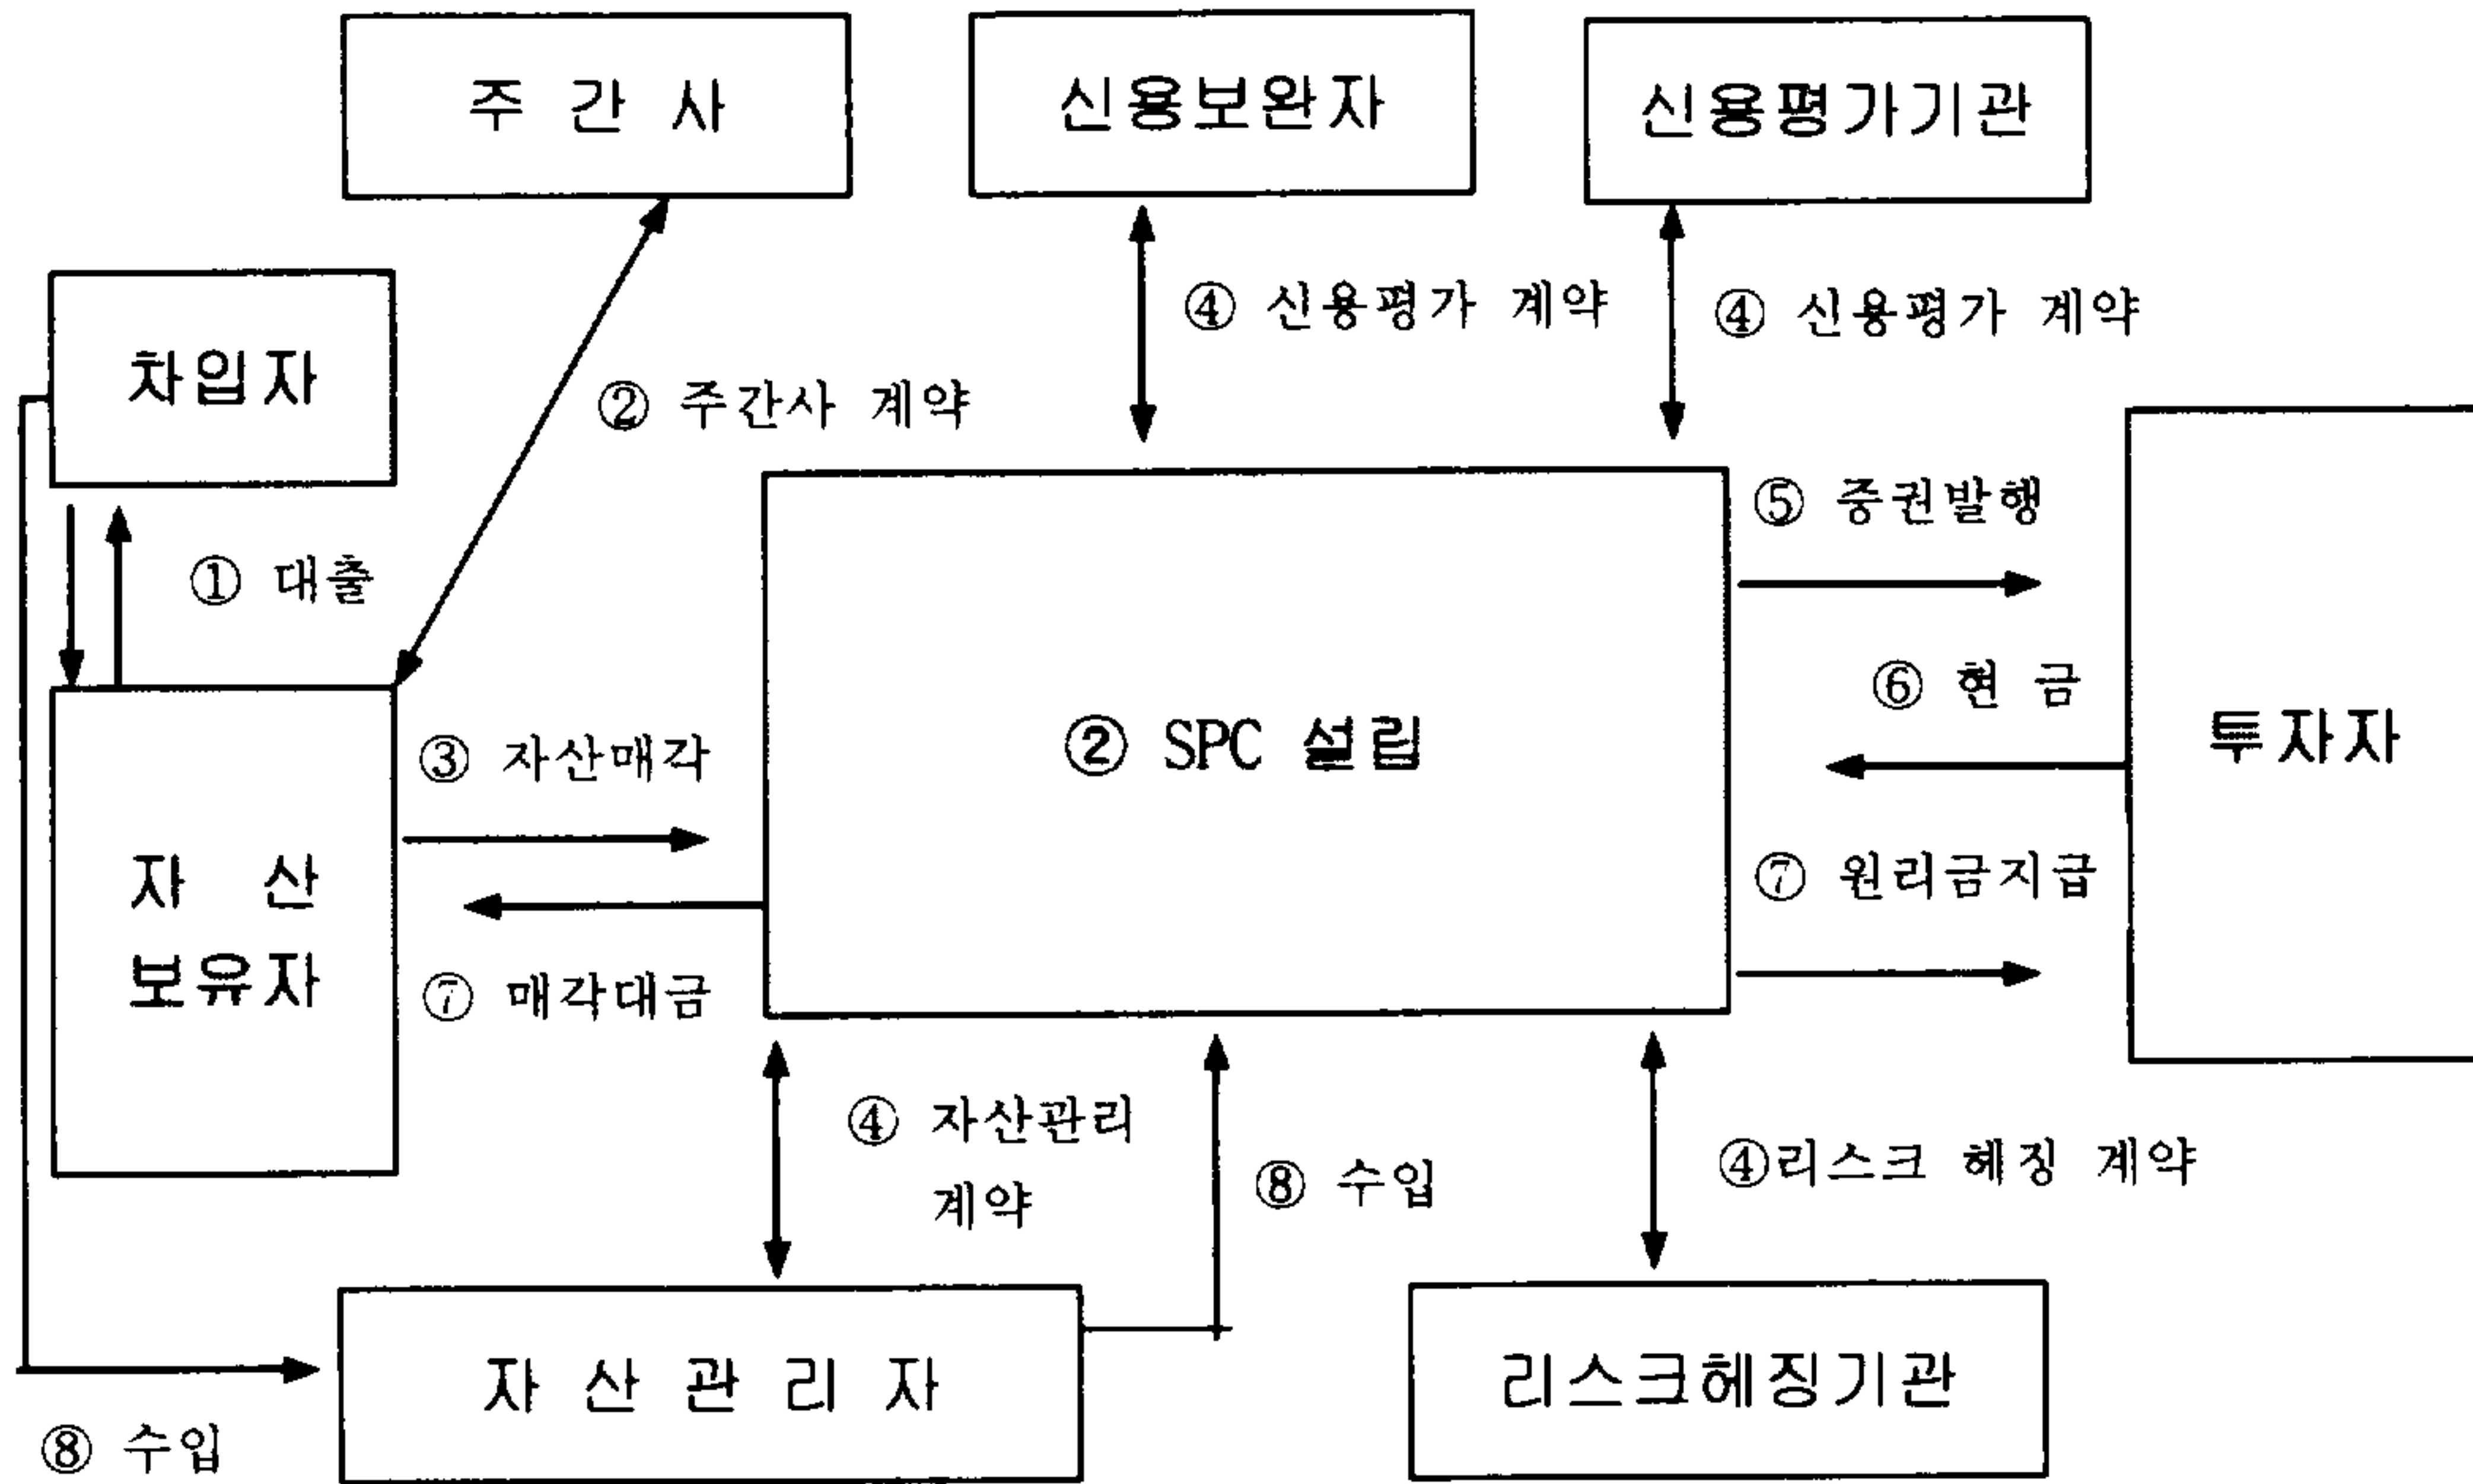 주 간 사
신용보완자
신용평가기관
④ 신용평가 계약
④ 신용평가 계약
차입자
② 주간사 계약
⑤ 증권발행
① 대출
⑥ 현 금
② SPC 설립
투자자
③ 자산매각
자 산
보유자
⑦ 원리금지급
⑦ 매각대금
④ 자산관리
계약
⑧ 수입
④리스크 헤징 계약
자 산 관 리 자
리스크헤징기관
⑧ 수입